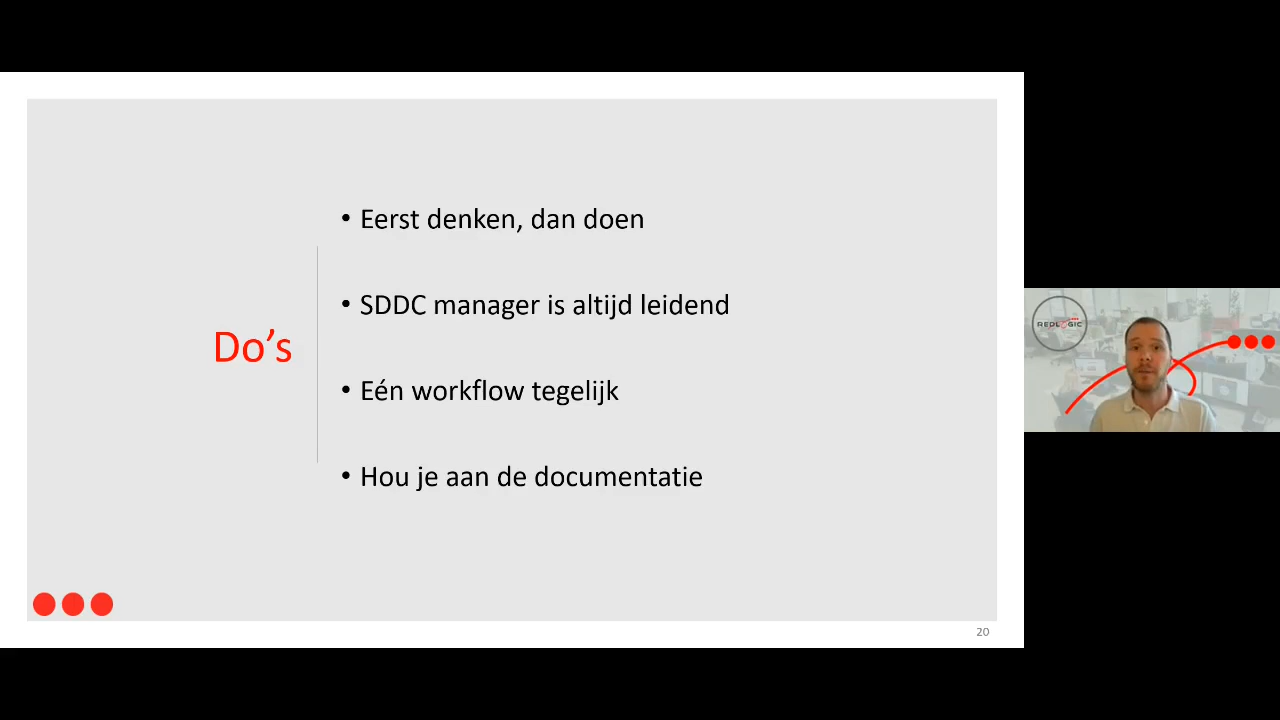 Do's
• Eerst denken, dan doen
• SDDC manager is altijd leidend
• Eén workflow tegelijk
• Hou je aan de documentatie
20
REDLOGIC